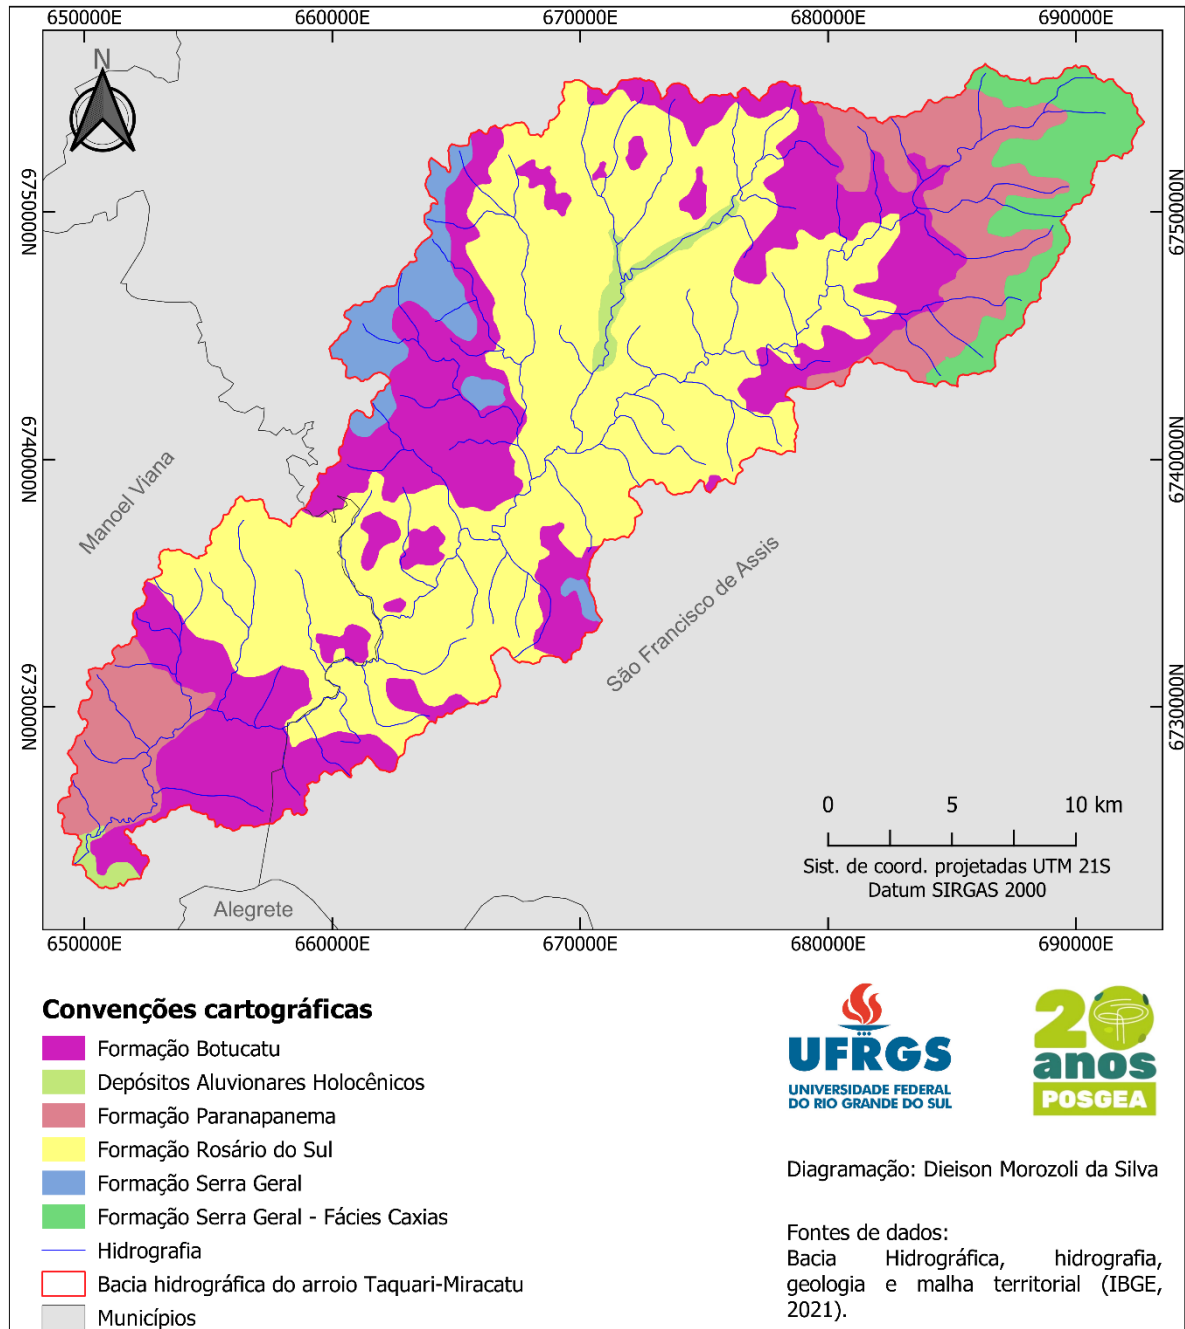 650000E 660000E 670000E 680000E 690000E
N
6750000N 6750000N
6740000N 6740000N
Manoel Viana
São Francisco de Assis
6730000N 6730000N
0 5 10 km
Sist. de coord. projetadas UTM 21S
Datum SIRGAS 2000
Alegrete
650000E 660000E 670000E 680000E 690000E
Convenções cartográficas
Formação Botucatu
Depósitos Aluvionares Holocênicos
Formação Paranapanema
Formação Rosário do Sul
Formação Serra Geral
Formação Serra Geral - Fácies Caxias
Hidrografia
Bacia hidrográfica do arroio Taquari-Miracatu
Municípios
UFRGS
UNIVERSIDADE FEDERAL
DO RIO GRANDE DO SUL
20
anos
POSGEA
Diagramação: Dieison Morozoli da Silva
Fontes de dados:
Bacia Hidrográfica, hidrografia,
geologia e malha territorial (IBGE,
2021).